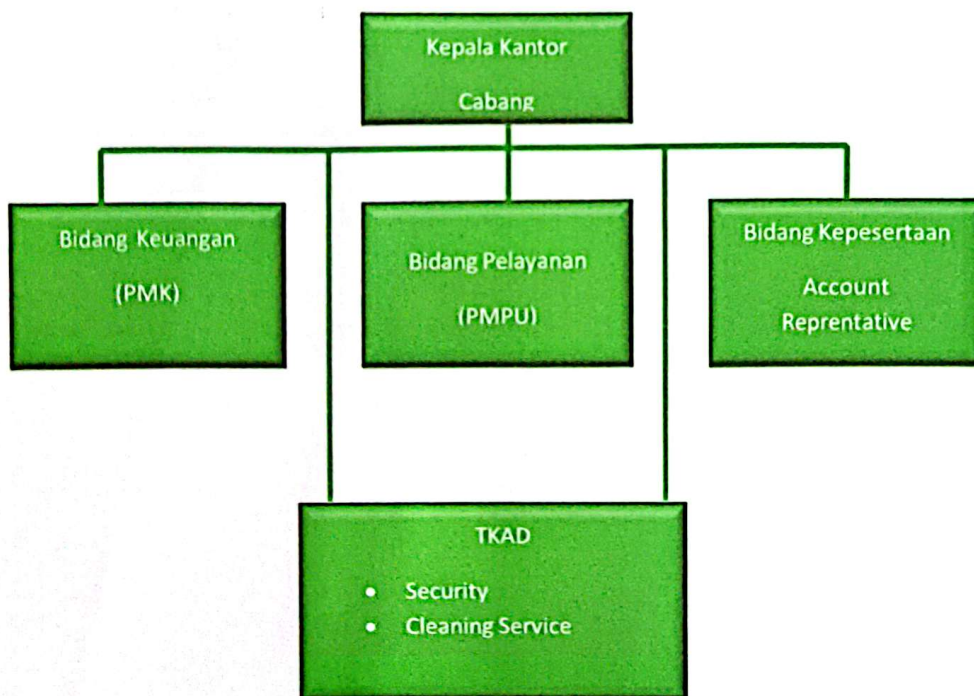 Kepala Kantor
Cabang
Bidang Keuangan
(PMK)
Bidang Pelayanan
(PMPU)
Bidang Kepesertaan
Account
Reprentative
TKAD
• Security
• Cleaning Service